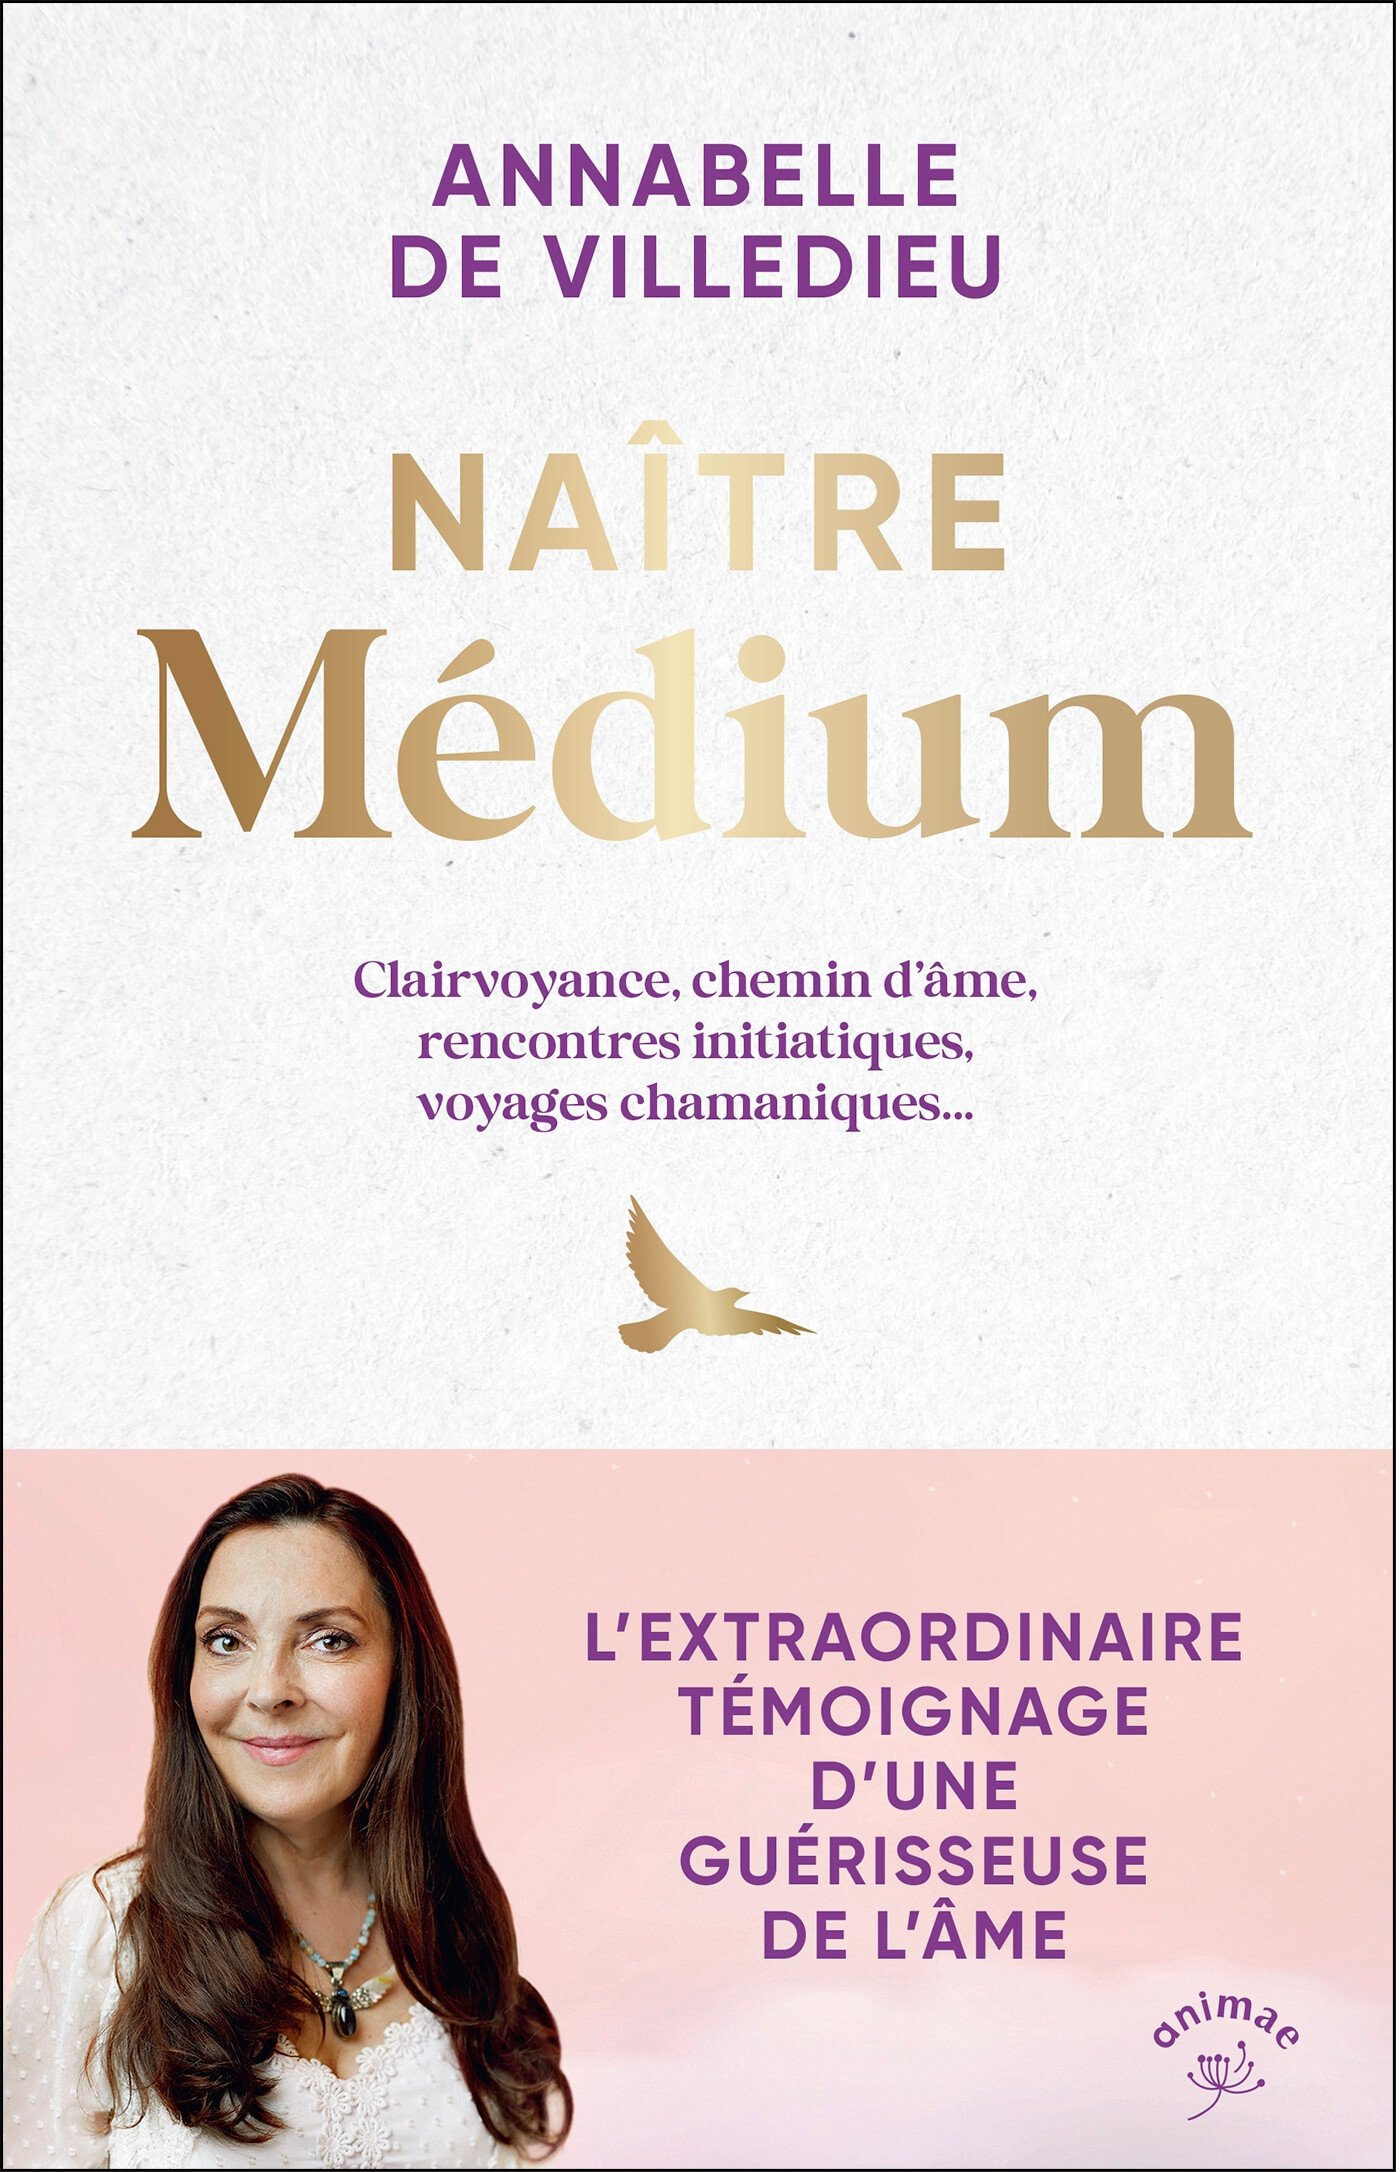 ANNABELLE
DE VILLEDIEU
NAÎTRE
Médium
Clairvoyance, chemin d'âme,
rencontres initiatiques,
voyages chamaniques...
L'EXTRAORDINAIRE
TÉMOIGNAGE
D'UNE
GUÉRISSEUSE
DE L'ÂME
animae